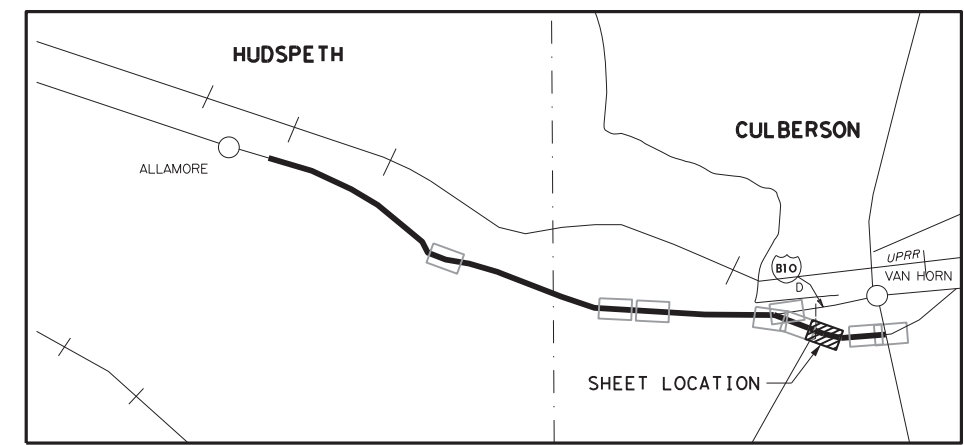 HUDSPETH
CULBERSON
ALLAMORE
UPRR
B10
D
VAN HORN
SHEET LOCATION